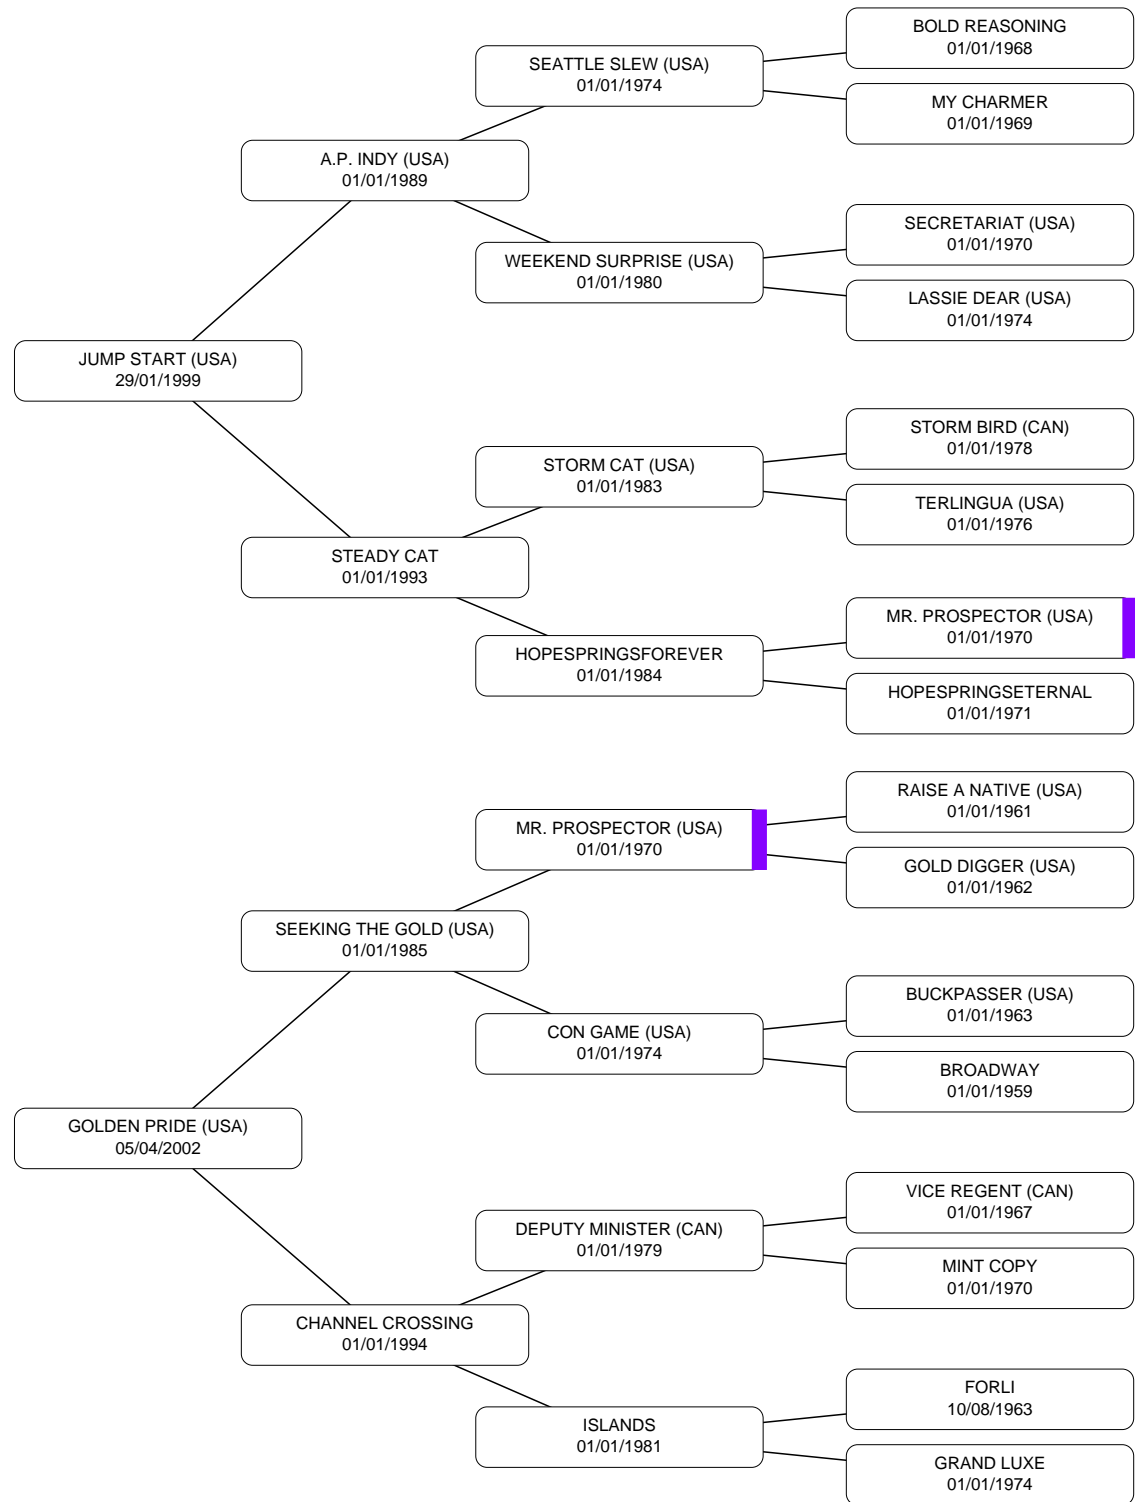 BOLD REASONING
01/01/1968
SEATTLE SLEW (USA)
01/01/1974
MY CHARMER
01/01/1969
A.P. INDY (USA)
01/01/1989
SECRETARIAT (USA)
01/01/1970
WEEKEND SURPRISE (USA)
01/01/1980
LASSIE DEAR (USA)
01/01/1974
JUMP START (USA)
29/01/1999
STORM BIRD (CAN)
01/01/1978
STORM CAT (USA)
01/01/1983
TERLINGUA (USA)
01/01/1976
STEADY CAT
01/01/1993
MR. PROSPECTOR (USA)
01/01/1970
HOPESPRINGSFOREVER
01/01/1984
HOPESPRINGSETERNAL
01/01/1971
RAISE A NATIVE (USA)
01/01/1961
MR. PROSPECTOR (USA)
01/01/1970
GOLD DIGGER (USA)
01/01/1962
SEEKING THE GOLD (USA)
01/01/1985
BUCKPASSER (USA)
01/01/1963
CON GAME (USA)
01/01/1974
BROADWAY
01/01/1959
GOLDEN PRIDE (USA)
05/04/2002
VICE REGENT (CAN)
01/01/1967
DEPUTY MINISTER (CAN)
01/01/1979
MINT COPY
01/01/1970
CHANNEL CROSSING
01/01/1994
FORLI
10/08/1963
ISLANDS
01/01/1981
GRAND LUXE
01/01/1974